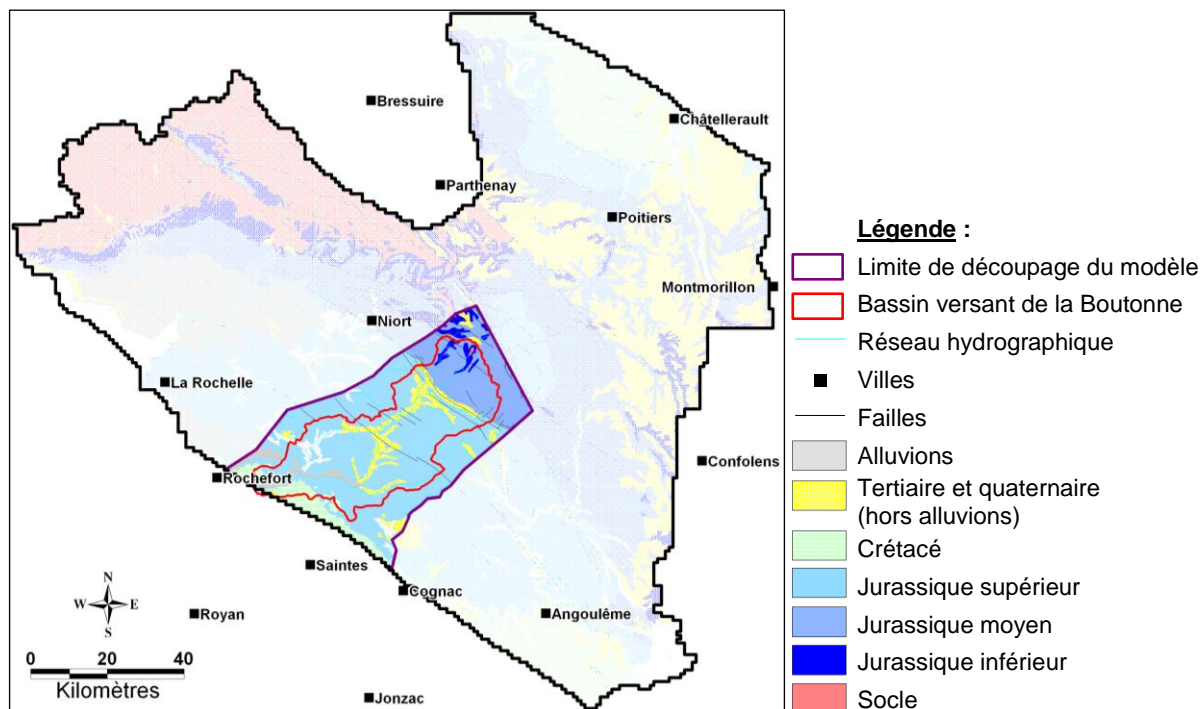 Bressuire
Châtellerault
Parthenay
Poitiers
Montmorillon
Niort
La Rochelle
Confolens
Rochefort
Saintes
Cognac
Royan
Angoulême
Jonzac
N
W E
S
0 20 40
Kilomètres
Légende :
Limite de découpage du modèle
Bassin versant de la Boutonne
Réseau hydrographique
Villes
Failles
Alluvions
Tertiaire et quaternaire
(hors alluvions)
Crétacé
Jurassique supérieur
Jurassique moyen
Jurassique inférieur
Socle